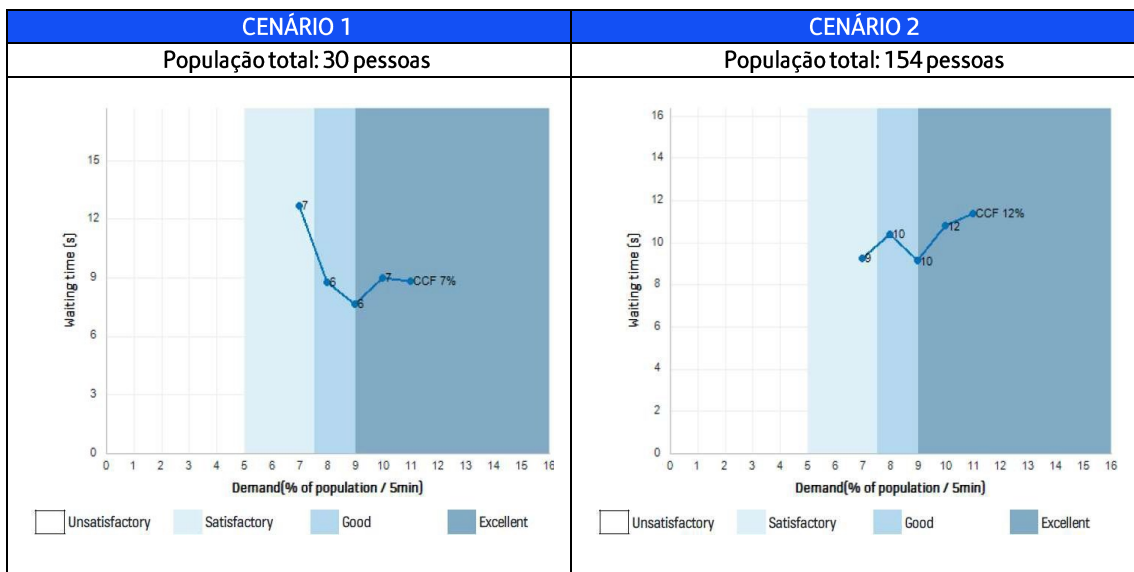 CENÁRIO 1
População total: 30 pessoas
Waiting time [s]
15
12
9
6
3
0
7
6
6
7
CCF 7%
0 1 2 3 4 5 6 7 8 9 10 11 12 13 14 15 16
Demand(% of population / 5min)
Unsatisfactory Satisfactory Good Excellent
CENÁRIO 2
População total: 154 pessoas
Waiting time [s]
16
14
12
10
8
6
4
2
0
9
10
10
12
CCF 12%
0 1 2 3 4 5 6 7 8 9 10 11 12 13 14 15 16
Demand(% of population / 5min)
Unsatisfactory Satisfactory Good Excellent